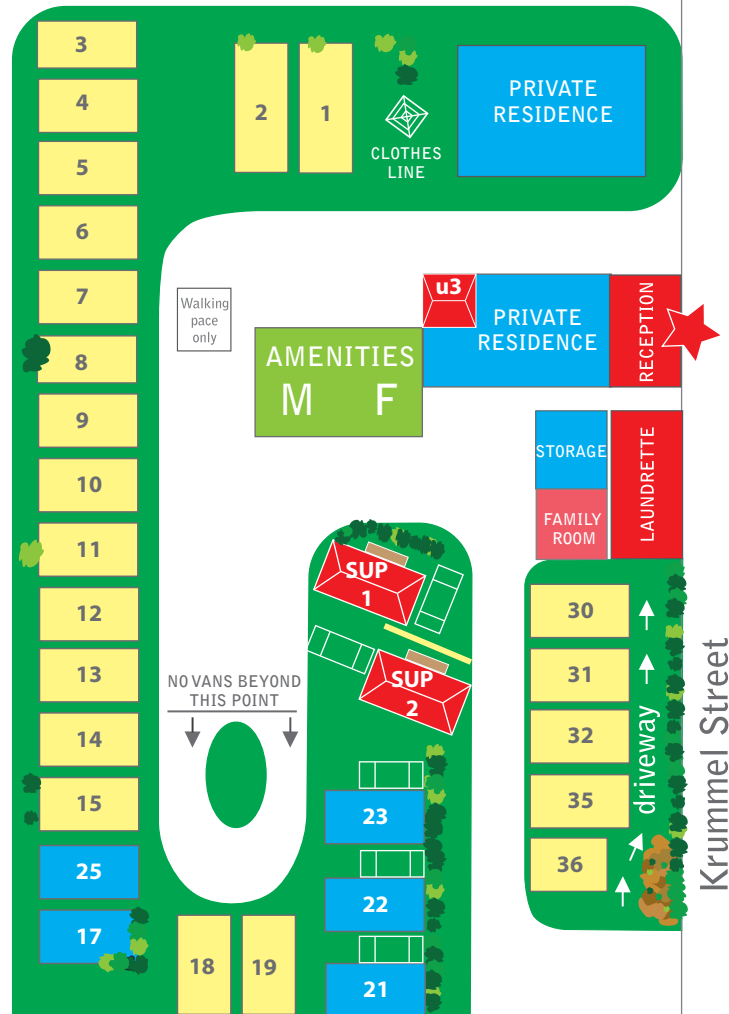 3
4
5
6
7
8
9
10
11
12
13
14
15
25
17
2
1
CLOTHES
LINE
PRIVATE
RESIDENCE
Walking
pace
only
AMENITIES
M F
u3
PRIVATE
RESIDENCE
RECEPTION
STORAGE
FAMILY
ROOM
LAUNDRETTE
SUP
1
SUP
2
NO VANS BEYOND
THIS POINT
23
22
21
18
19
30
31
32
35
36
driveway
Krummel Street